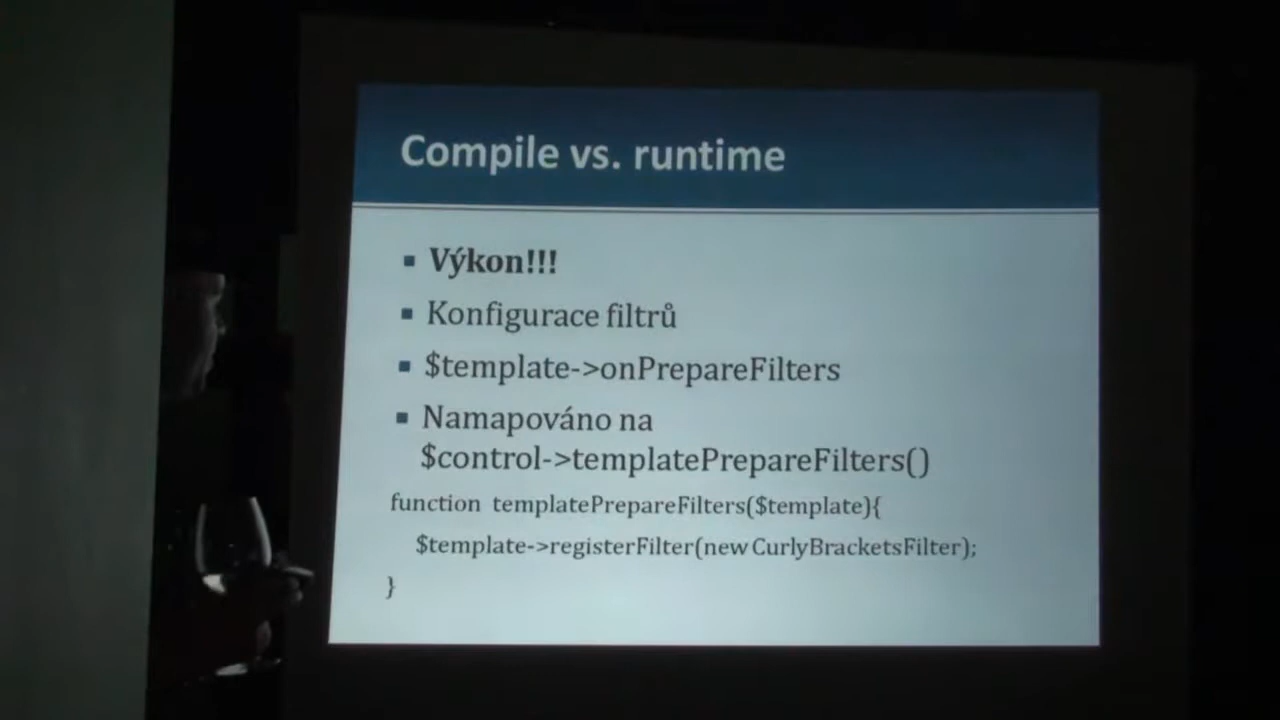 Compile vs. runtime
Výkon!!!
Konfigurace filtrů
$template->onPrepareFilters
Namapováno na
$control->templatePrepareFilters()
function templatePrepareFilters($template){
$template->registerFilter(new CurlyBracketsFilter);
}